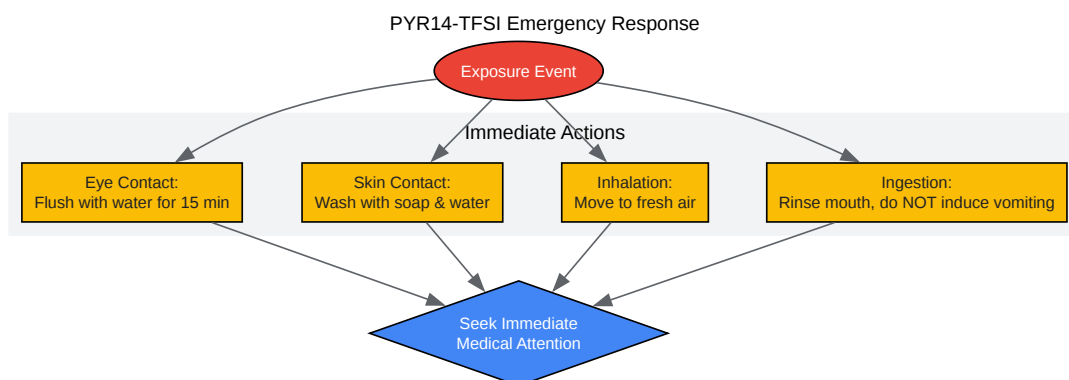 PYR14-TFSI Emergency Response
Exposure Event
Immediate Actions
Eye Contact:
Flush with water for 15 min
Skin Contact:
Wash with soap & water
Inhalation:
Move to fresh air
Ingestion:
Rinse mouth, do NOT induce vomiting
Seek Immediate
Medical Attention